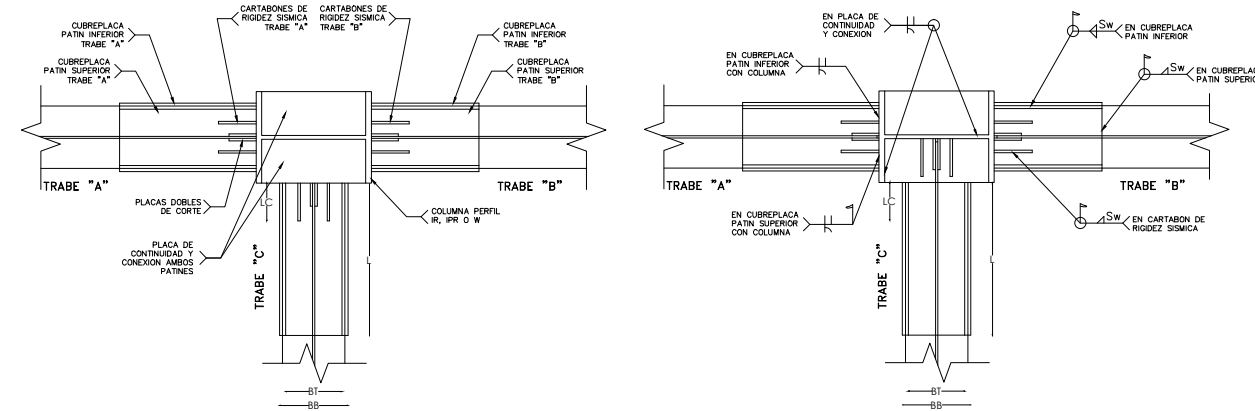 CARTABONES DE
RIGIDEZ SISMICA
TRABE "A"
CARTABONES DE
RIGIDEZ SISMICA
TRABE "B"
CUBREPLACA
PATIN INFERIOR
TRABE "A"
CUBREPLACA
PATIN SUPERIOR
TRABE "A"
CUBREPLACA
PATIN INFERIOR
TRABE "B"
CUBREPLACA
PATIN SUPERIOR
TRABE "B"
TRABE "A"
TRABE "B"
PLACAS DOBLES
DE CORTE
LC
COLUMNA PERFIL
IR, IPR O W
PLACA DE
CONTINUIDAD Y
CONEXION AMBOS
PATINES
TRABE "C"
L
BT
BB
EN PLACA DE
CONTINUIDAD
Y CONEXION
Sw
EN CUBREPLACA
PATIN INFERIOR
EN CUBREPLACA
PATIN INFERIOR
CON COLUMNA
Sw
EN CUBREPLAC
PATIN SUPERIO
TRABE "A"
TRABE "B"
LC
EN CUBREPLACA
PATIN SUPERIOR
CON COLUMNA
Sw
EN CARTABON DE
RIGIDEZ SISMICA
TRABE "C"
L
BT
BB